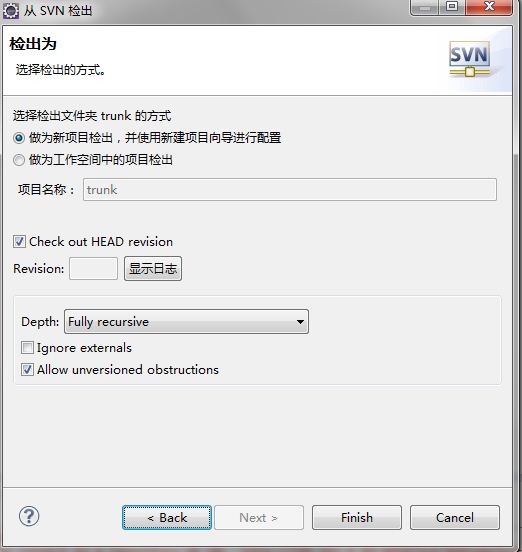 从 SVN 检出
检出为
选择检出的方式。
SVN
选择检出文件夹 trunk 的方式
做为新项目检出，并使用新建项目向导进行配置
做为工作空间中的项目检出
项目名称： trunk
Check out HEAD revision
Revision: 显示日志
Depth: Fully recursive
Ignore externals
Allow unversioned obstructions
? < Back Next > Finish Cancel